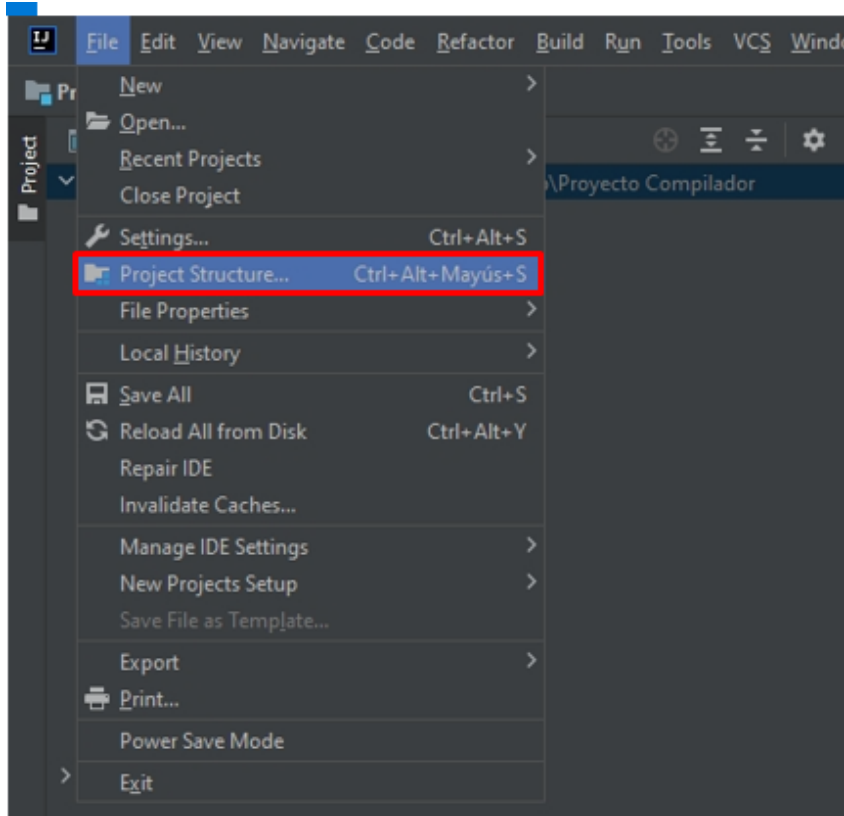 IJ File Edit View Navigate Code Refactor Build Run Tools VCS Wind
Pr
Project
\Proyecto Compilador
New
Open...
Recent Projects
Close Project
Settings... Ctrl+Alt+S
Project Structure... Ctrl+Alt+Mayús+S
File Properties
Local History
Save All Ctrl+S
Reload All from Disk Ctrl+Alt+Y
Repair IDE
Invalidate Caches...
Manage IDE Settings
New Projects Setup
Save File as Template...
Export
Print...
Power Save Mode
Exit